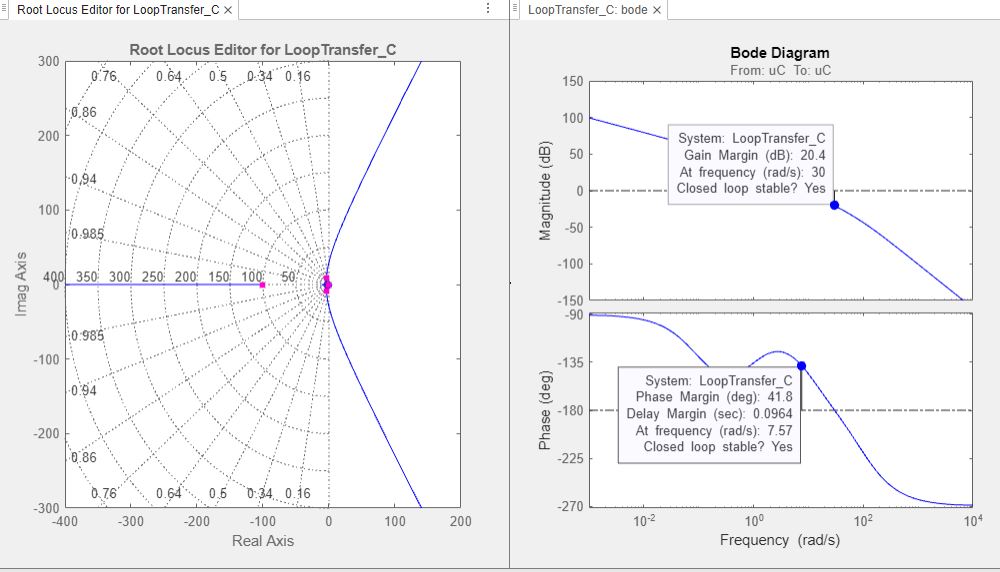 Root Locus Editor for LoopTransfer_C ×
LoopTransfer_C: bode ×
Root Locus Editor for LoopTransfer_C
300
200
100
0
-100
-200
-300
Imag Axis
0.76 0.64 0.5 0.34 0.16
0.86
0.94
0.985
400 350 300 250 200 150 100 50
0.985
0.94
0.86
0.76 0.64 0.5 0.34 0.16
-400 -300 -200 -100 0 100 200
Real Axis
Bode Diagram
From: uC To: uC
150
100
50
0
-50
-100
-150
Magnitude (dB)
System: LoopTransfer_C
Gain Margin (dB): 20.4
At frequency (rad/s): 30
Closed loop stable? Yes
-90
-135
-180
-225
-270
Phase (deg)
System: LoopTransfer_C
Phase Margin (deg): 41.8
Delay Margin (sec): 0.0964
At frequency (rad/s): 7.57
Closed loop stable? Yes
10⁻² 10⁰ 10² 10⁴
Frequency (rad/s)